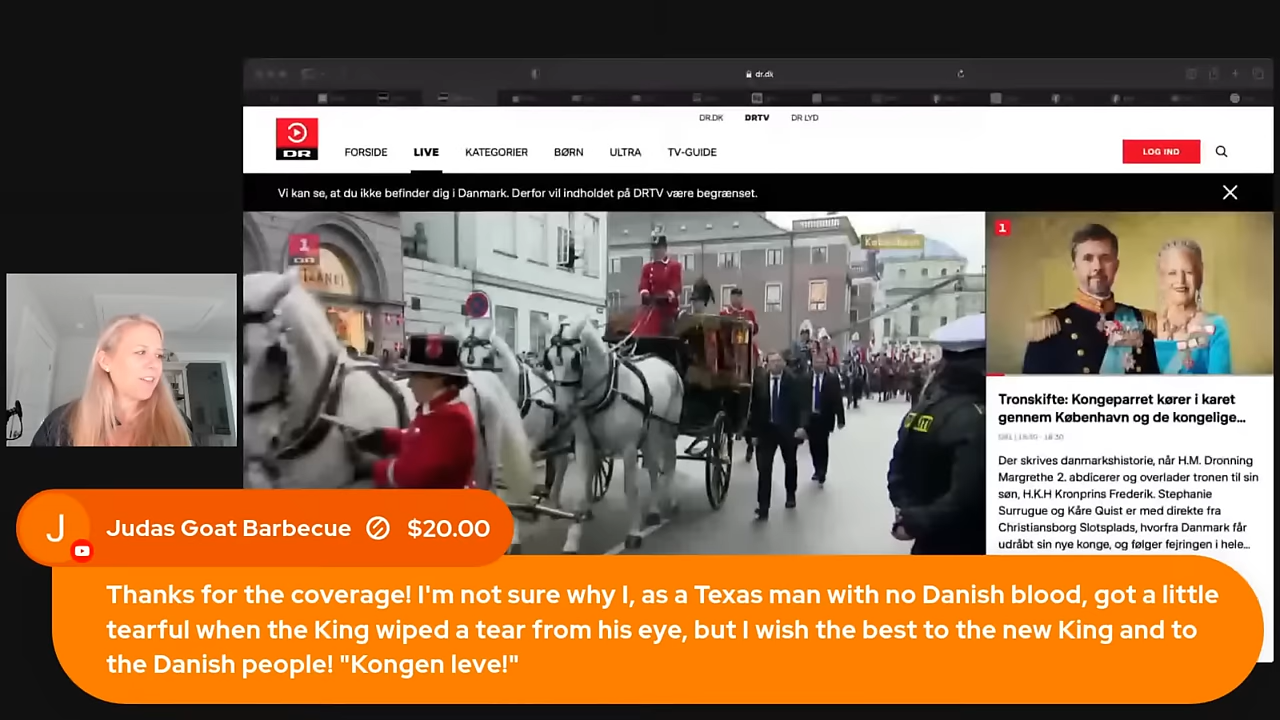 dr.dk
DR.DK DRTV DR LYD
DR
FORSIDE LIVE KATEGORIER BØRN ULTRA TV-GUIDE
LOG IND
Vi kan se, at du ikke befinder dig i Danmark. Derfor vil indholdet på DRTV være begrænset.
1
DR
København
1
Tronskifte: Kongeparret kører i karet
gennem København og de kongelige...
Der skrives danmarkshistorie, når H.M. Dronning
Margrethe 2. abdicerer og overlader tronen til sin
søn, H.K.H Kronprins Frederik. Stephanie
Surrugue og Kåre Quist er med direkte fra
Christiansborg Slotsplads, hvorfra Danmark får
udråbt sin nye konge, og følger fejringen i hele...
J
Judas Goat Barbecue $20.00
Thanks for the coverage! I'm not sure why I, as a Texas man with no Danish blood, got a little
tearful when the King wiped a tear from his eye, but I wish the best to the new King and to
the Danish people! "Kongen leve!"